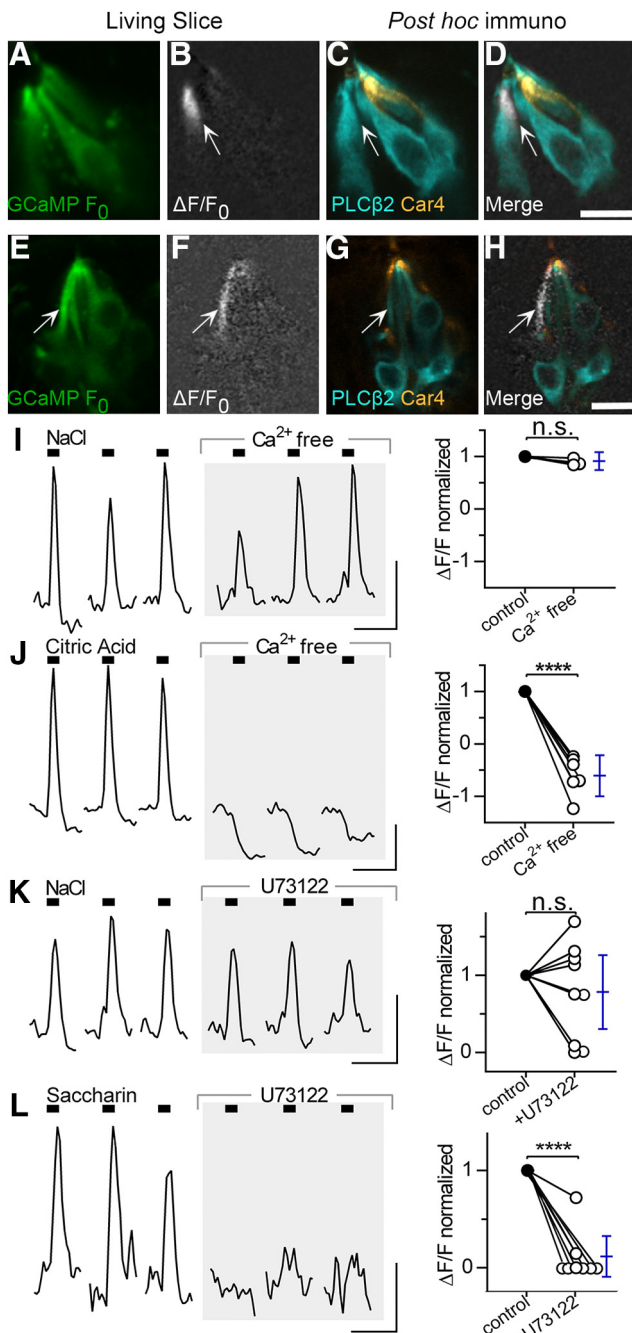 Living Slice Post hoc immuno
A B C D
GCaMP F0 ΔF/F0 PLCβ2 Car4 Merge
E F G H
GCaMP F0 ΔF/F0 PLCβ2 Car4 Merge
I NaCl Ca2+ free n.s.
ΔF/F normalized
1
0
-1
control Ca2+ free
J Citric Acid Ca2+ free ****
ΔF/F normalized
1
0
-1
control Ca2+ free
K NaCl U73122 n.s.
ΔF/F normalized
1
0
control +U73122
L Saccharin U73122 ****
ΔF/F normalized
1
0
control U73122